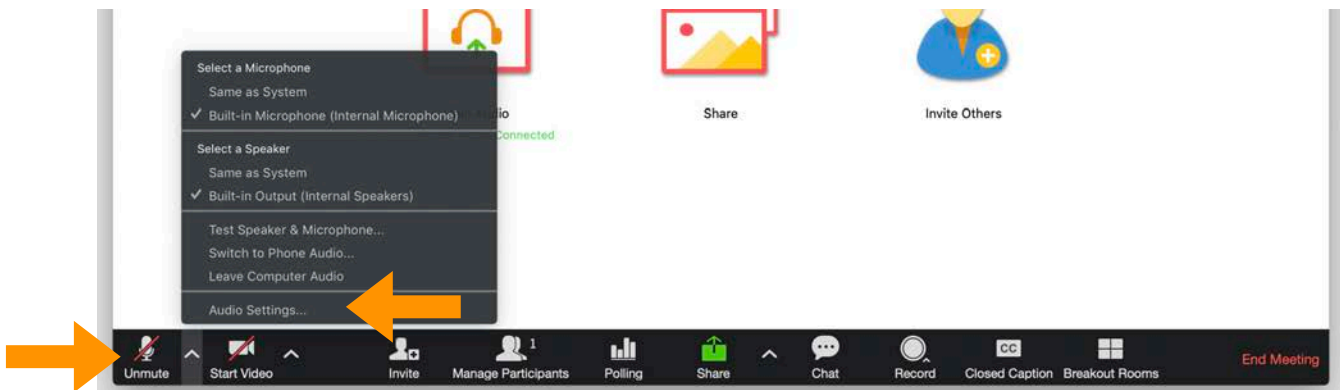 Select a Microphone
Same as System
✓ Built-in Microphone (Internal Microphone)
Select a Speaker
Same as System
✓ Built-in Output (Internal Speakers)
Test Speaker & Microphone...
Switch to Phone Audio...
Leave Computer Audio
Audio Settings...
Connected
Share
Invite Others
Unmute
Start Video
Invite
1
Manage Participants
Polling
Share
Chat
Record
CC
Closed Caption
Breakout Rooms
End Meeting